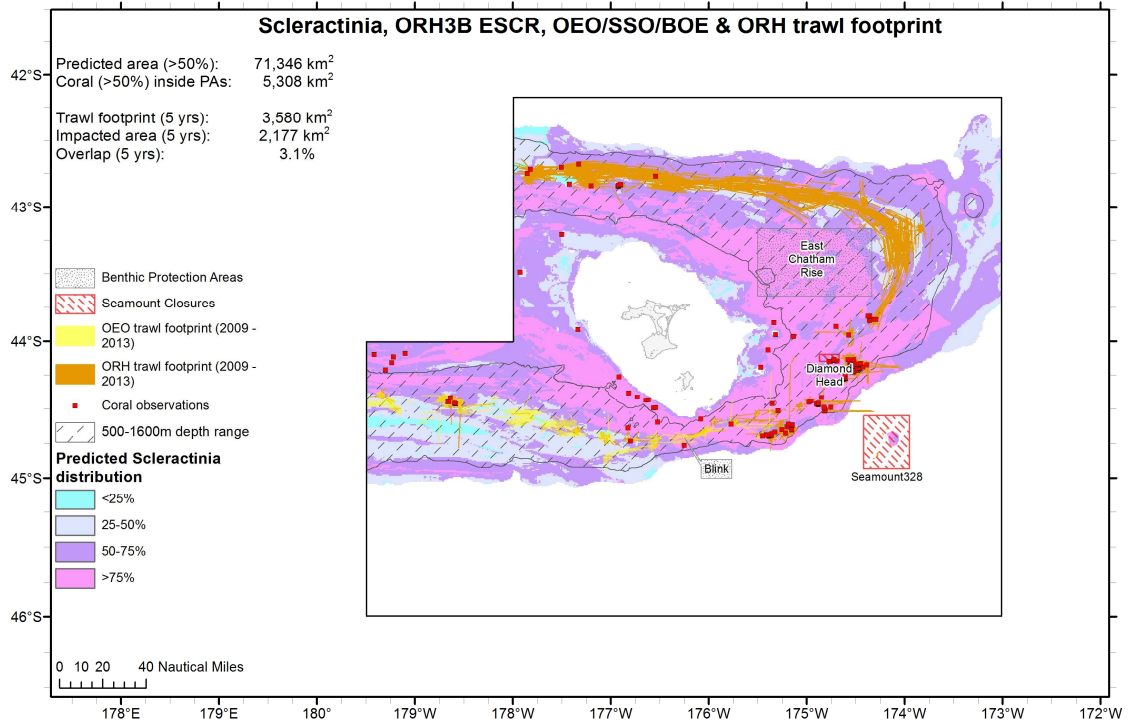 Scleractinia, ORH3B ESCR, OEO/SSO/BOE & ORH trawl footprint
Predicted area (>50%): 71,346 km²
Coral (>50%) inside PAs: 5,308 km²
Trawl footprint (5 yrs): 3,580 km²
Impacted area (5 yrs): 2,177 km²
Overlap (5 yrs): 3.1%
42°S
43°S
44°S
45°S
46°S
East
Chatham
Rise
Diamond
Head
Blink
Seamount328
Benthic Protection Areas
Seamount Closures
OEO trawl footprint (2009 -
2013)
ORH trawl footprint (2009 -
2013)
Coral observations
500-1600m depth range
Predicted Scleractinia
distribution
<25%
25-50%
50-75%
>75%
0 10 20 40 Nautical Miles
178°E 179°E 180° 179°W 178°W 177°W 176°W 175°W 174°W 173°W 172°W